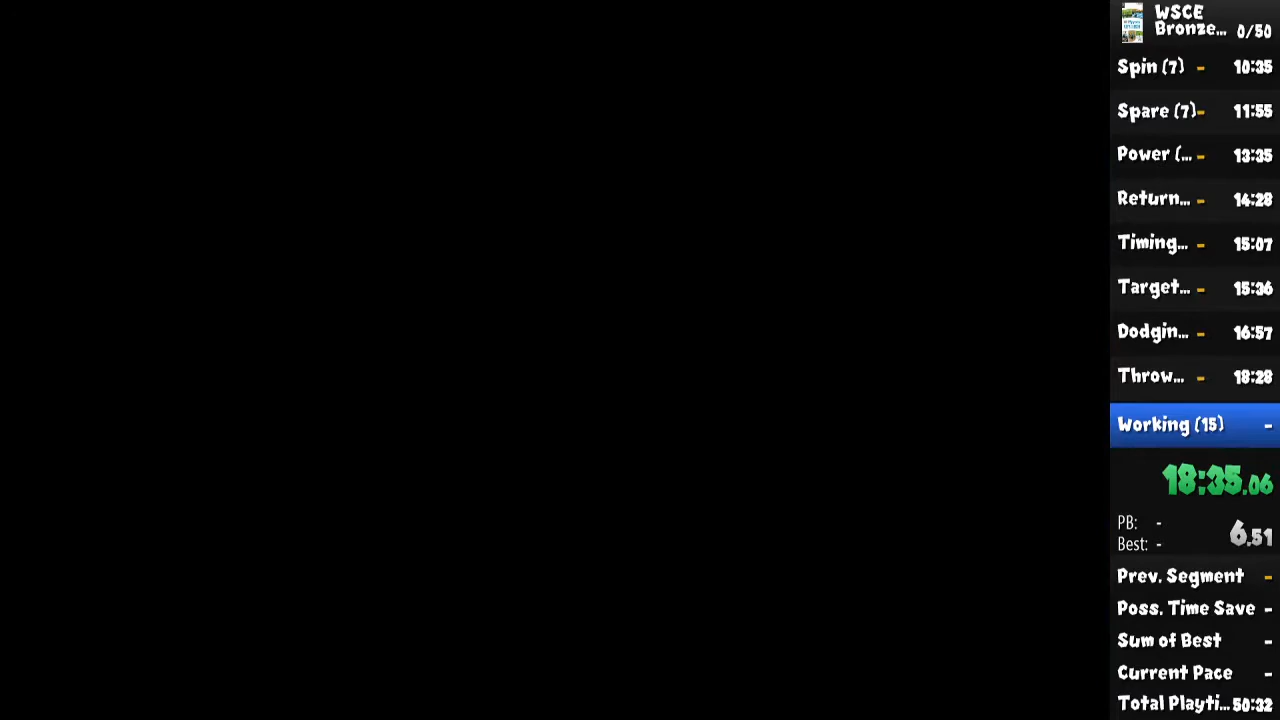 WSCE
Bronze... 0/50
Spin (7) - 10:35
Spare (7) - 11:55
Power (... - 13:35
Return... - 14:28
Timing... - 15:07
Target... - 15:36
Dodgin... - 16:57
Throw... - 18:28
Working (15) -
18:35.06
PB: - 6.51
Best: -
Prev. Segment -
Poss. Time Save -
Sum of Best -
Current Pace -
Total Playti... 50:32